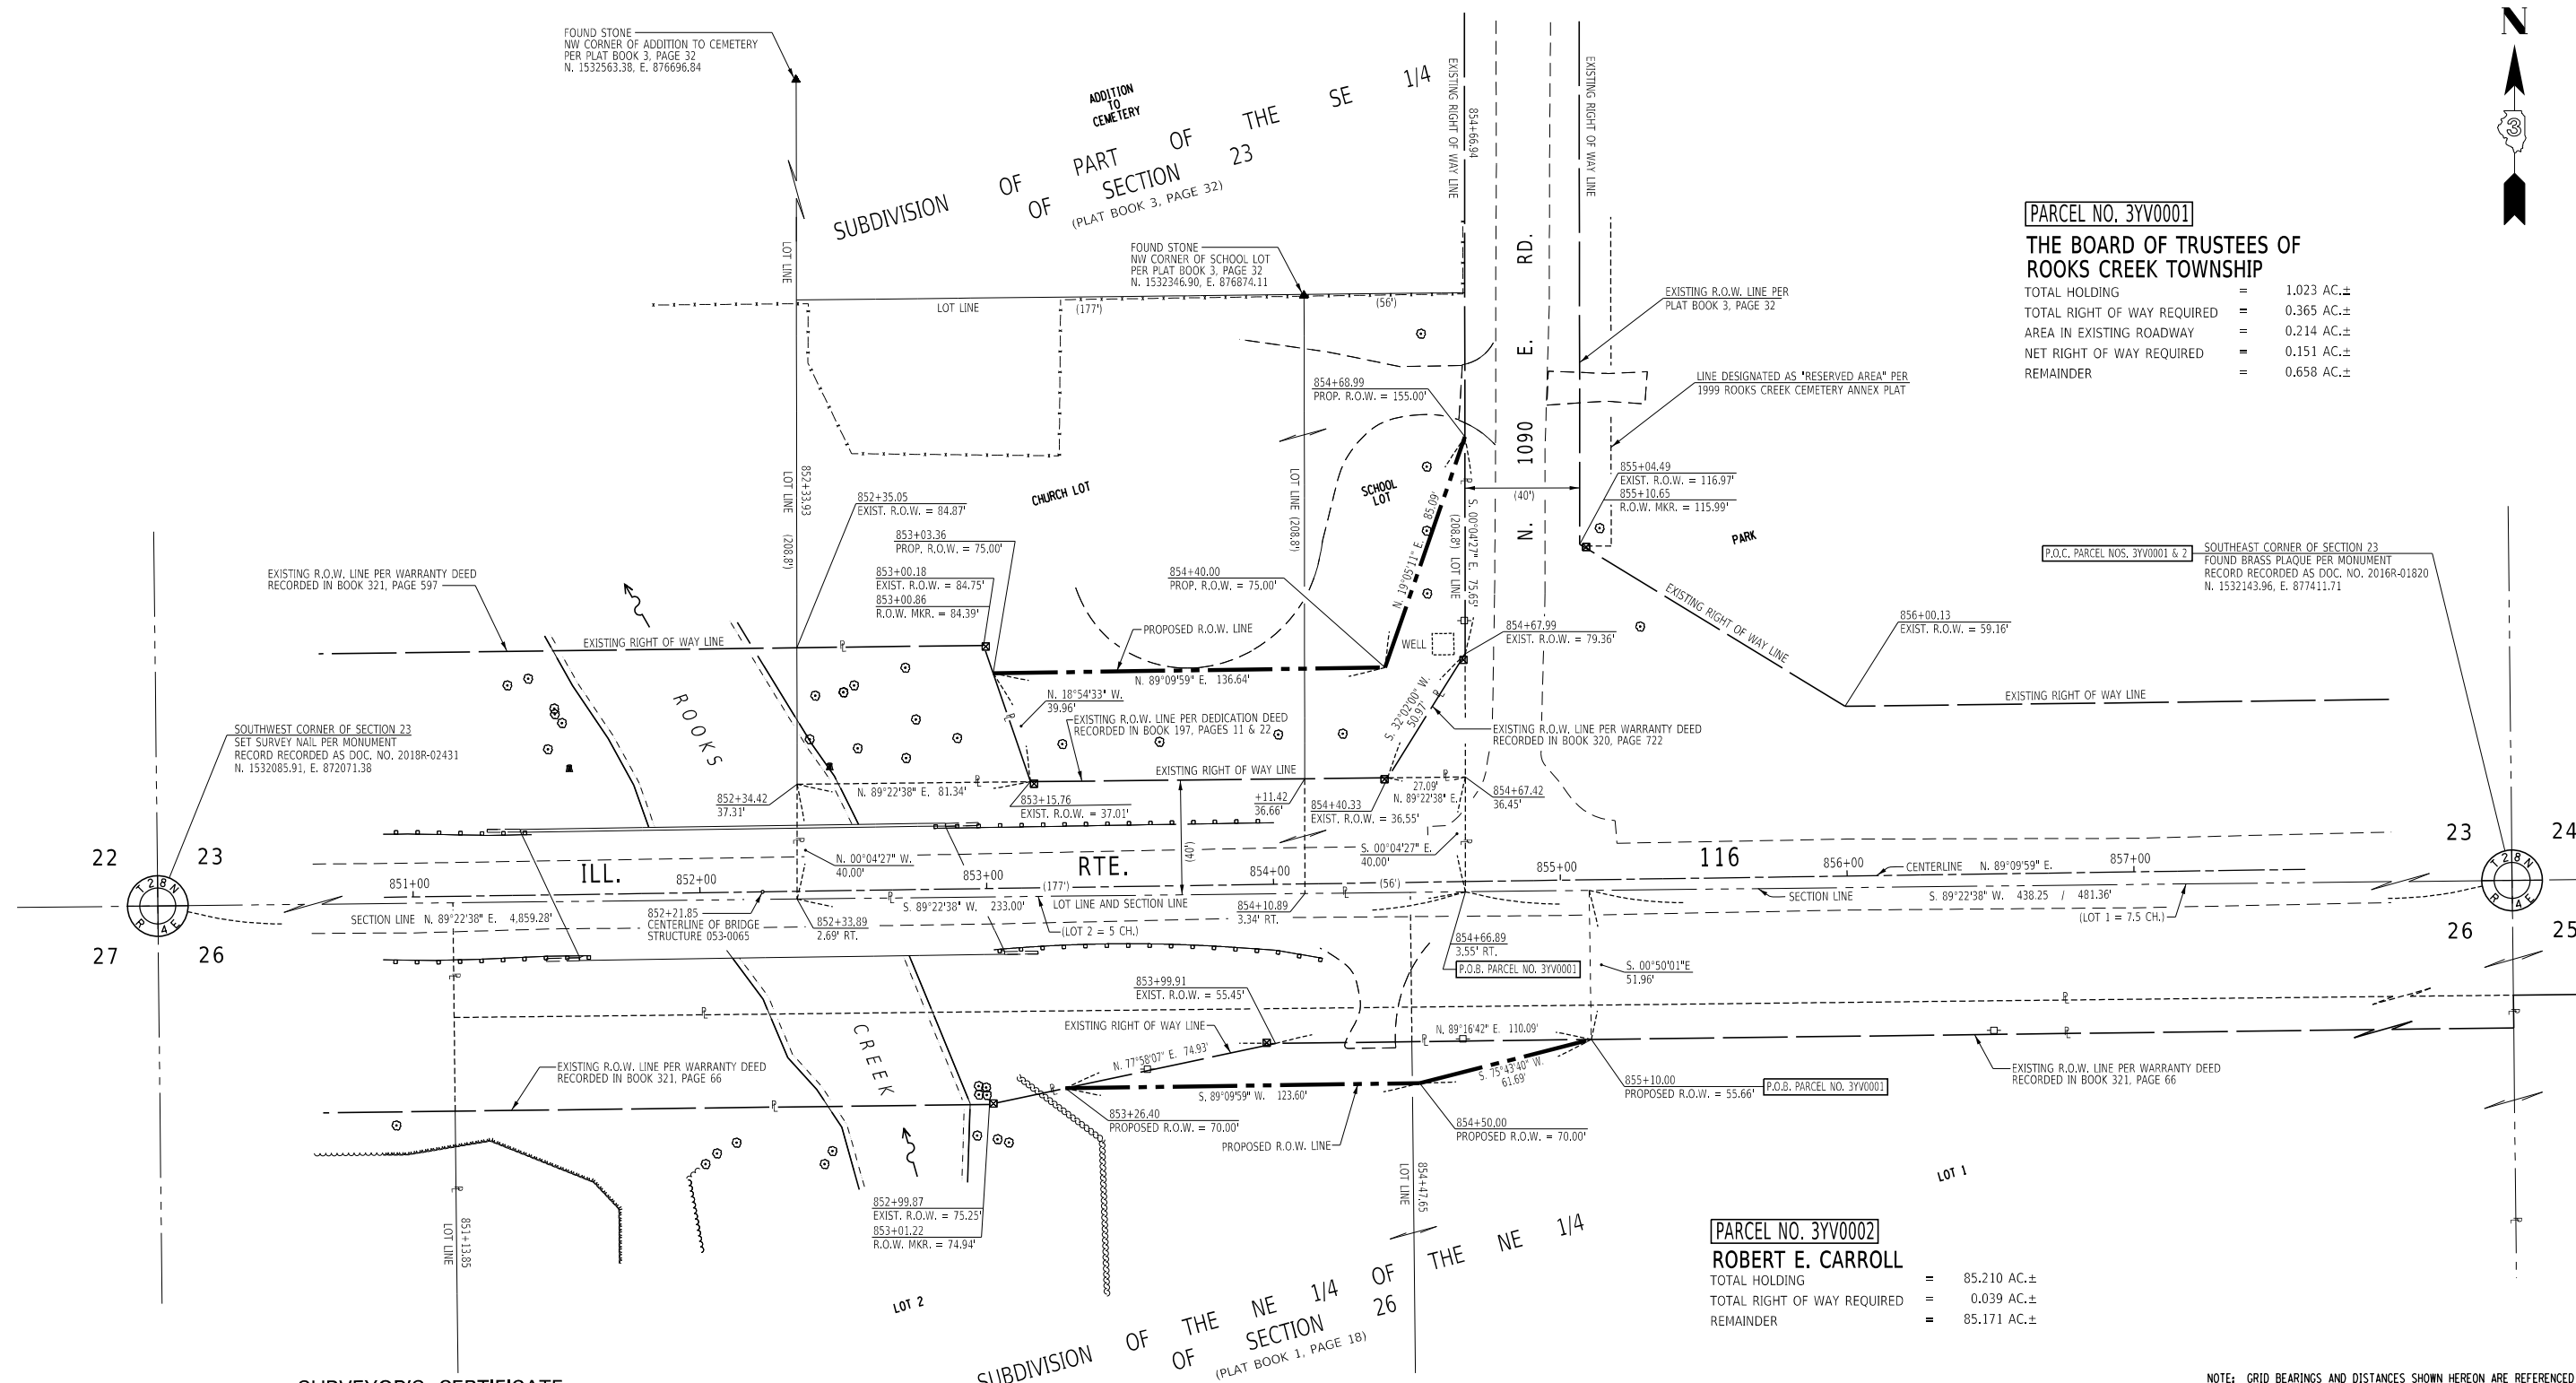 FOUND STONE
NW CORNER OF ADDITION TO CEMETERY
PER PLAT BOOK 3, PAGE 32
N. 1532563.38, E. 876696.84
ADDITION
TO
CEMETERY
SUBDIVISION OF PART OF THE SE 1/4
OF SECTION 23
(PLAT BOOK 3, PAGE 32)
EXISTING RIGHT OF WAY LINE
854+66.94
EXISTING RIGHT OF WAY LINE
N. 1090 E. RD.
N
3
PARCEL NO. 3YV0001
THE BOARD OF TRUSTEES OF
ROOKS CREEK TOWNSHIP
TOTAL HOLDING = 1.023 AC.±
TOTAL RIGHT OF WAY REQUIRED = 0.365 AC.±
AREA IN EXISTING ROADWAY = 0.214 AC.±
NET RIGHT OF WAY REQUIRED = 0.151 AC.±
REMAINDER = 0.658 AC.±
LOT LINE
FOUND STONE
NW CORNER OF SCHOOL LOT
PER PLAT BOOK 3, PAGE 32
N. 1532346.90, E. 876874.11
LOT LINE
(177')
(56')
EXISTING R.O.W. LINE PER
PLAT BOOK 3, PAGE 32
LINE DESIGNATED AS "RESERVED AREA" PER
1999 ROOKS CREEK CEMETERY ANNEX PLAT
854+68.99
PROP. R.O.W. = 155.00'
852+33.93
LOT LINE (208.8')
CHURCH LOT
LOT LINE (208.8')
SCHOOL
LOT
N. 19°05'11" E. 85.09'
S. 00°04'27" E. 75.65'
(208.8') LOT LINE
(40')
855+04.49
EXIST. R.O.W. = 116.97'
855+10.65
R.O.W. MKR. = 115.99'
PARK
852+35.05
EXIST. R.O.W. = 84.87'
853+03.36
PROP. R.O.W. = 75.00'
853+00.18
EXIST. R.O.W. = 84.75'
853+00.86
R.O.W. MKR. = 84.39'
854+40.00
PROP. R.O.W. = 75.00'
P.O.C. PARCEL NOS. 3YV0001 & 2
SOUTHEAST CORNER OF SECTION 23
FOUND BRASS PLAQUE PER MONUMENT
RECORD RECORDED AS DOC. NO. 2016R-01820
N. 1532143.96, E. 877411.71
EXISTING R.O.W. LINE PER WARRANTY DEED
RECORDED IN BOOK 321, PAGE 597
EXISTING RIGHT OF WAY LINE
PROPOSED R.O.W. LINE
WELL
854+67.99
EXIST. R.O.W. = 79.36'
EXISTING RIGHT OF WAY LINE
856+00.13
EXIST. R.O.W. = 59.16'
N. 89°09'59" E. 136.64'
EXISTING RIGHT OF WAY LINE
ROOKS
N. 18°54'33" W.
39.96'
EXISTING R.O.W. LINE PER DEDICATION DEED
RECORDED IN BOOK 197, PAGES 11 & 22
S. 32°02'00" W.
50.97'
EXISTING R.O.W. LINE PER WARRANTY DEED
RECORDED IN BOOK 320, PAGE 722
SOUTHWEST CORNER OF SECTION 23
SET SURVEY NAIL PER MONUMENT
RECORD RECORDED AS DOC. NO. 2018R-02431
N. 1532085.91, E. 872071.38
EXISTING RIGHT OF WAY LINE
852+34.42
37.31'
N. 89°22'38" E. 81.34'
853+15.76
EXIST. R.O.W. = 37.01'
+11.42
36.66'
854+40.33
EXIST. R.O.W. = 36.55'
27.09'
N. 89°22'38" E.
854+67.42
36.45'
22 23
27 26
T28N
R4E
N. 00°04'27" W.
40.00'
(40')
S. 00°04'27" E.
40.00'
ILL. RTE. 116
23 24
26 25
T28N
R4E
851+00 852+00 853+00 854+00 855+00 856+00 857+00
CENTERLINE N. 89°09'59" E.
(177')
(56')
SECTION LINE N. 89°22'38" E. 4,859.28'
852+21.85
CENTERLINE OF BRIDGE
STRUCTURE 053-0065
852+33.89
2.69' RT.
S. 89°22'38" W. 233.00'
LOT LINE AND SECTION LINE
(LOT 2 = 5 CH.)
854+10.89
3.34' RT.
SECTION LINE
S. 89°22'38" W. 438.25 / 481.36'
(LOT 1 = 7.5 CH.)
854+66.89
3.55' RT.
P.O.B. PARCEL NO. 3YV0001
S. 00°50'01"E
51.96'
853+99.91
EXIST. R.O.W. = 55.45'
EXISTING RIGHT OF WAY LINE
N. 77°58'07" E. 74.93'
N. 89°16'42" E. 110.09'
CREEK
EXISTING R.O.W. LINE PER WARRANTY DEED
RECORDED IN BOOK 321, PAGE 66
S. 89°09'59" W. 123.60'
S. 75°43'40" W.
61.69'
855+10.00
PROPOSED R.O.W. = 55.66'
P.O.B. PARCEL NO. 3YV0001
EXISTING R.O.W. LINE PER WARRANTY DEED
RECORDED IN BOOK 321, PAGE 66
853+26.40
PROPOSED R.O.W. = 70.00'
PROPOSED R.O.W. LINE
854+50.00
PROPOSED R.O.W. = 70.00'
851+13.85
LOT LINE
852+99.87
EXIST. R.O.W. = 75.25'
853+01.22
R.O.W. MKR. = 74.94'
LOT LINE
854+47.65
LOT 1
LOT 2
SUBDIVISION OF THE NE 1/4 OF THE NE 1/4
OF SECTION 26
(PLAT BOOK 1, PAGE 18)
PARCEL NO. 3YV0002
ROBERT E. CARROLL
TOTAL HOLDING = 85.210 AC.±
TOTAL RIGHT OF WAY REQUIRED = 0.039 AC.±
REMAINDER = 85.171 AC.±
SURVEYOR'S CERTIFICATE
NOTE: GRID BEARINGS AND DISTANCES SHOWN HEREON ARE REFERENCED